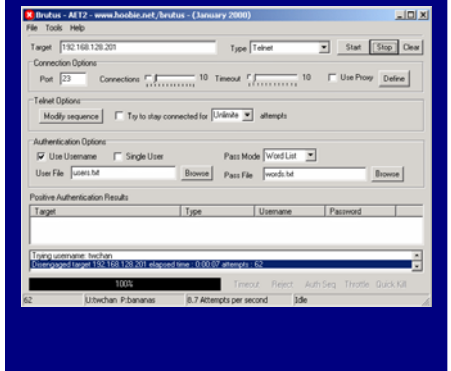 Brutus - AET2 - www.hoobie.net/brutus - (January 2000)
File Tools Help
Target 192.168.128.201 Type Telnet Start Stop Clear
Connection Options
Port 23 Connections 10 Timeout 10 Use Proxy Define
Telnet Options
Modify sequence Try to stay connected for Unlimite attempts
Authentication Options
Use Username Single User Pass Mode Word List
User File users.txt Browse Pass File words.txt Browse
Positive Authentication Results
Target Type Username Password
Trying username: twchan
Disengaged target 192.168.128.201 elapsed time : 0:00:07 attempts : 62
100% Timeout Reject Auth Seq Throttle Quick Kill
62 U:twchan P:bananas 8.7 Attempts per second Idle